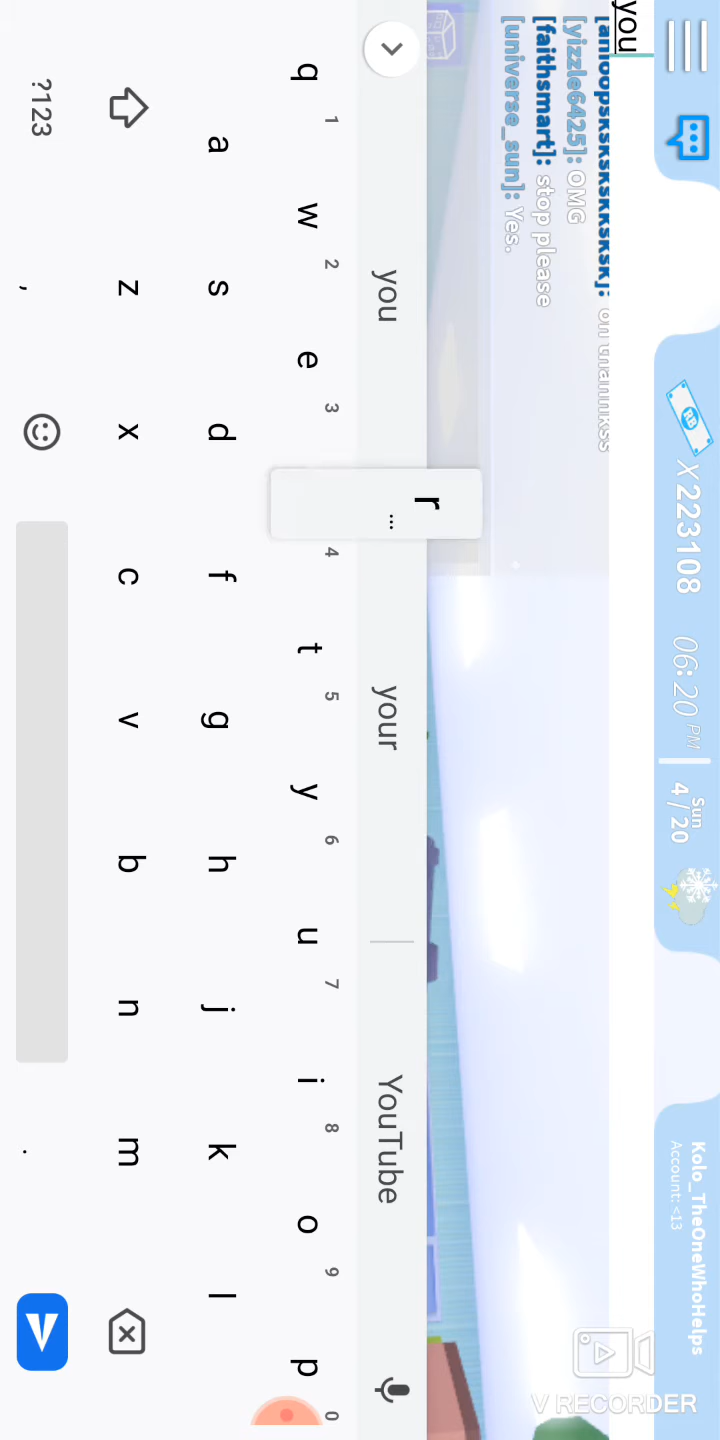 you
X223108
06:20 PM
Sun
4/20
Kolo_TheOneWhoHelps
Account: <13
[yizzle6425]: OMG
[faithsmart]: stop please
[universe_sun]: Yes.
V RECORDER
you
your
YouTube
q 1 w 2 e 3 r ... 4 t 5 y 6 u 7 i 8 o 9 p 0
a s d f g h j k l
z x c v b n m
?123 , .